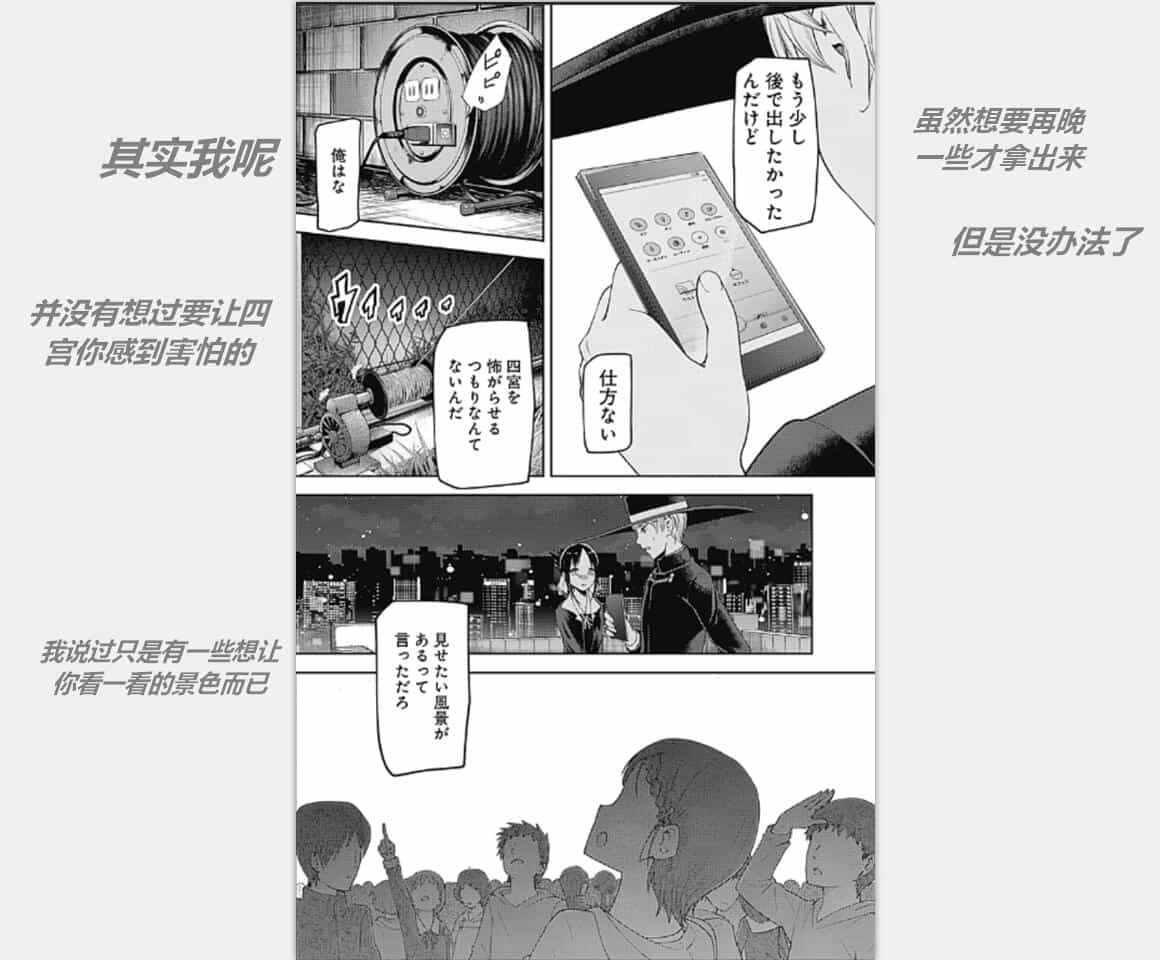 もう少し
後で出したかった
んだけど
仕方ない
ピピッ
俺はな
ウィィィィ
四宮を
怖がらせる
つもりなんて
ないんだ
見せたい風景が
あるって
言っただろ
虽然想要再晚
一些才拿出来
但是没办法了
其实我呢
并没有想过要让四
宫你感到害怕的
我说过只是有一些想让
你看一看的景色而已